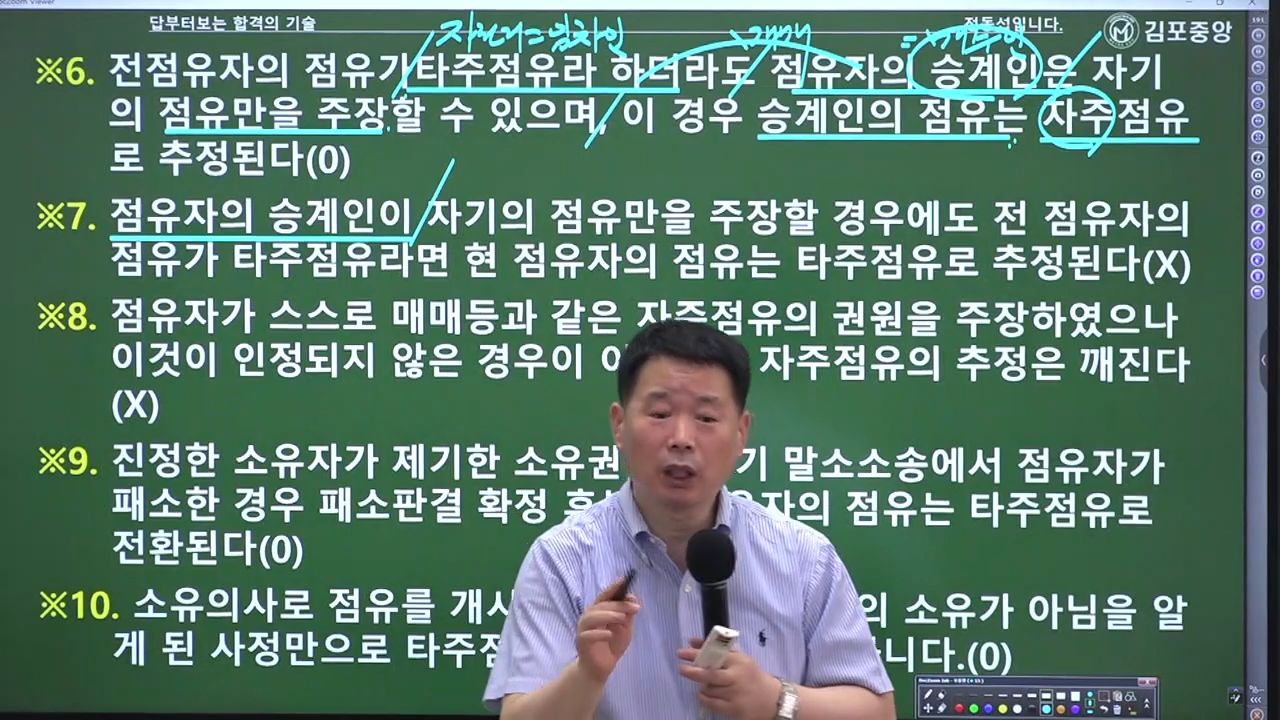 답부터보는 합격의 기술
정동섭입니다.
김포중앙
※6. 전점유자의 점유가 타주점유라 하더라도 점유자의 승계인은 자기
의 점유만을 주장할 수 있으며, 이 경우 승계인의 점유는 자주점유
로 추정된다(0)
※7. 점유자의 승계인이 자기의 점유만을 주장할 경우에도 전 점유자의
점유가 타주점유라면 현 점유자의 점유는 타주점유로 추정된다(X)
※8. 점유자가 스스로 매매등과 같은 자주점유의 권원을 주장하였으나
이것이 인정되지 않은 경우이 자주점유의 추정은 깨진다
(X)
※9. 진정한 소유자가 제기한 소유권 기 말소소송에서 점유자가
패소한 경우 패소판결 확정 자의 점유는 타주점유로
전환된다(0)
※10. 소유의사로 점유를 개시 의 소유가 아님을 알
게 된 사정만으로 타주점 니다.(0)